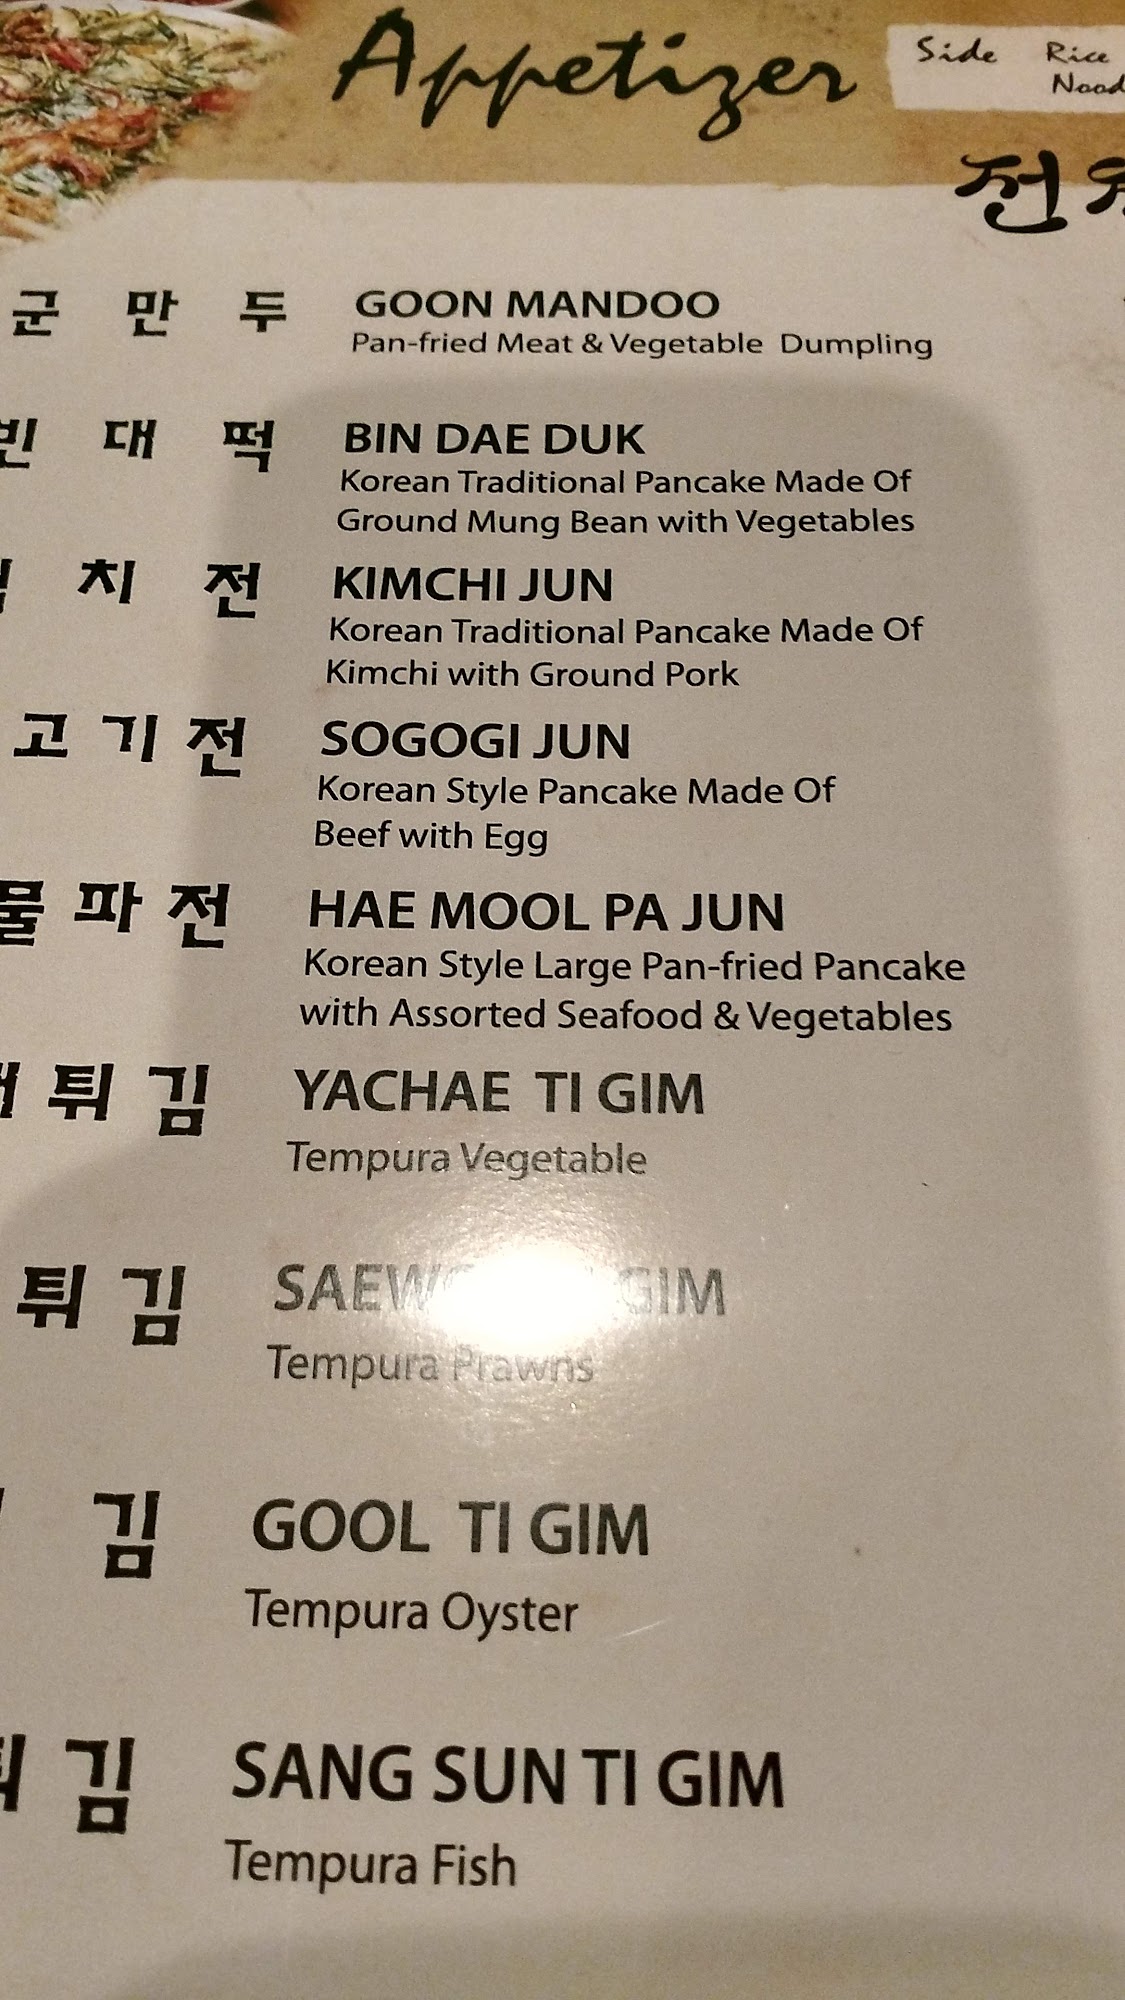 Appetizer
Side Rice
전
군 만 두 GOON MANDOO
Pan-fried Meat & Vegetable Dumpling
빈 대 떡 BIN DAE DUK
Korean Traditional Pancake Made Of
Ground Mung Bean with Vegetables
치 전 KIMCHI JUN
Korean Traditional Pancake Made Of
Kimchi with Ground Pork
고 기 전 SOGOGI JUN
Korean Style Pancake Made Of
Beef with Egg
물 파 전 HAE MOOL PA JUN
Korean Style Large Pan-fried Pancake
with Assorted Seafood & Vegetables
튀 김 YACHAE TI GIM
Tempura Vegetable
튀 김 GIM
Tempura Prawns
김 GOOL TI GIM
Tempura Oyster
김 SANG SUN TI GIM
Tempura Fish